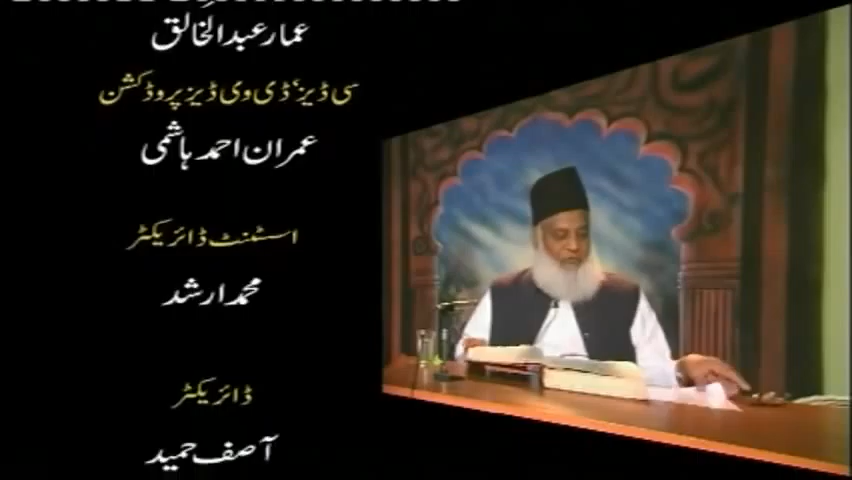 عمار عبدالخالق
سی ڈیز، ڈی وی ڈیز پروڈکشن
عمران احمد ہاشمی
اسسٹنٹ ڈائریکٹر
محمد ارشد
ڈائریکٹر
آصف حمید